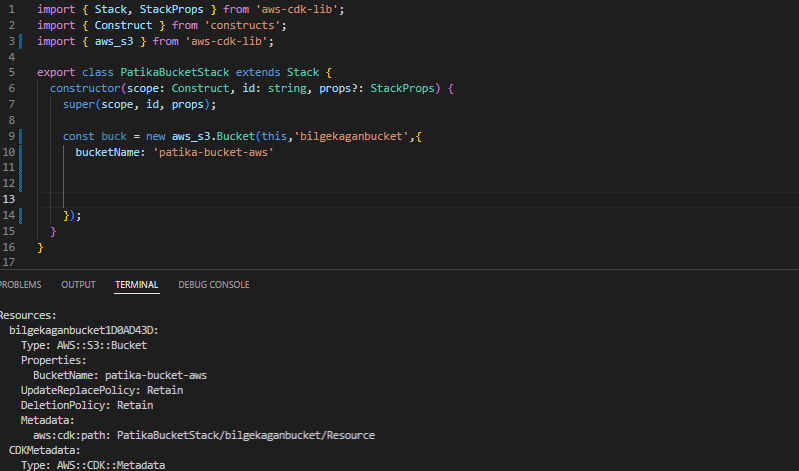 1 import { Stack, StackProps } from 'aws-cdk-lib';
2 import { Construct } from 'constructs';
3 import { aws_s3 } from 'aws-cdk-lib';
4
5 export class PatikaBucketStack extends Stack {
6 constructor(scope: Construct, id: string, props?: StackProps) {
7 super(scope, id, props);
8
9 const buck = new aws_s3.Bucket(this,'bilgekaganbucket',{
10 bucketName: 'patika-bucket-aws'
11
12
13
14 });
15 }
16 }
17
PROBLEMS OUTPUT TERMINAL DEBUG CONSOLE
Resources:
bilgekaganbucket1D0AD43D:
Type: AWS::S3::Bucket
Properties:
BucketName: patika-bucket-aws
UpdateReplacePolicy: Retain
DeletionPolicy: Retain
Metadata:
aws:cdk:path: PatikaBucketStack/bilgekaganbucket/Resource
CDKMetadata:
Type: AWS::CDK::Metadata